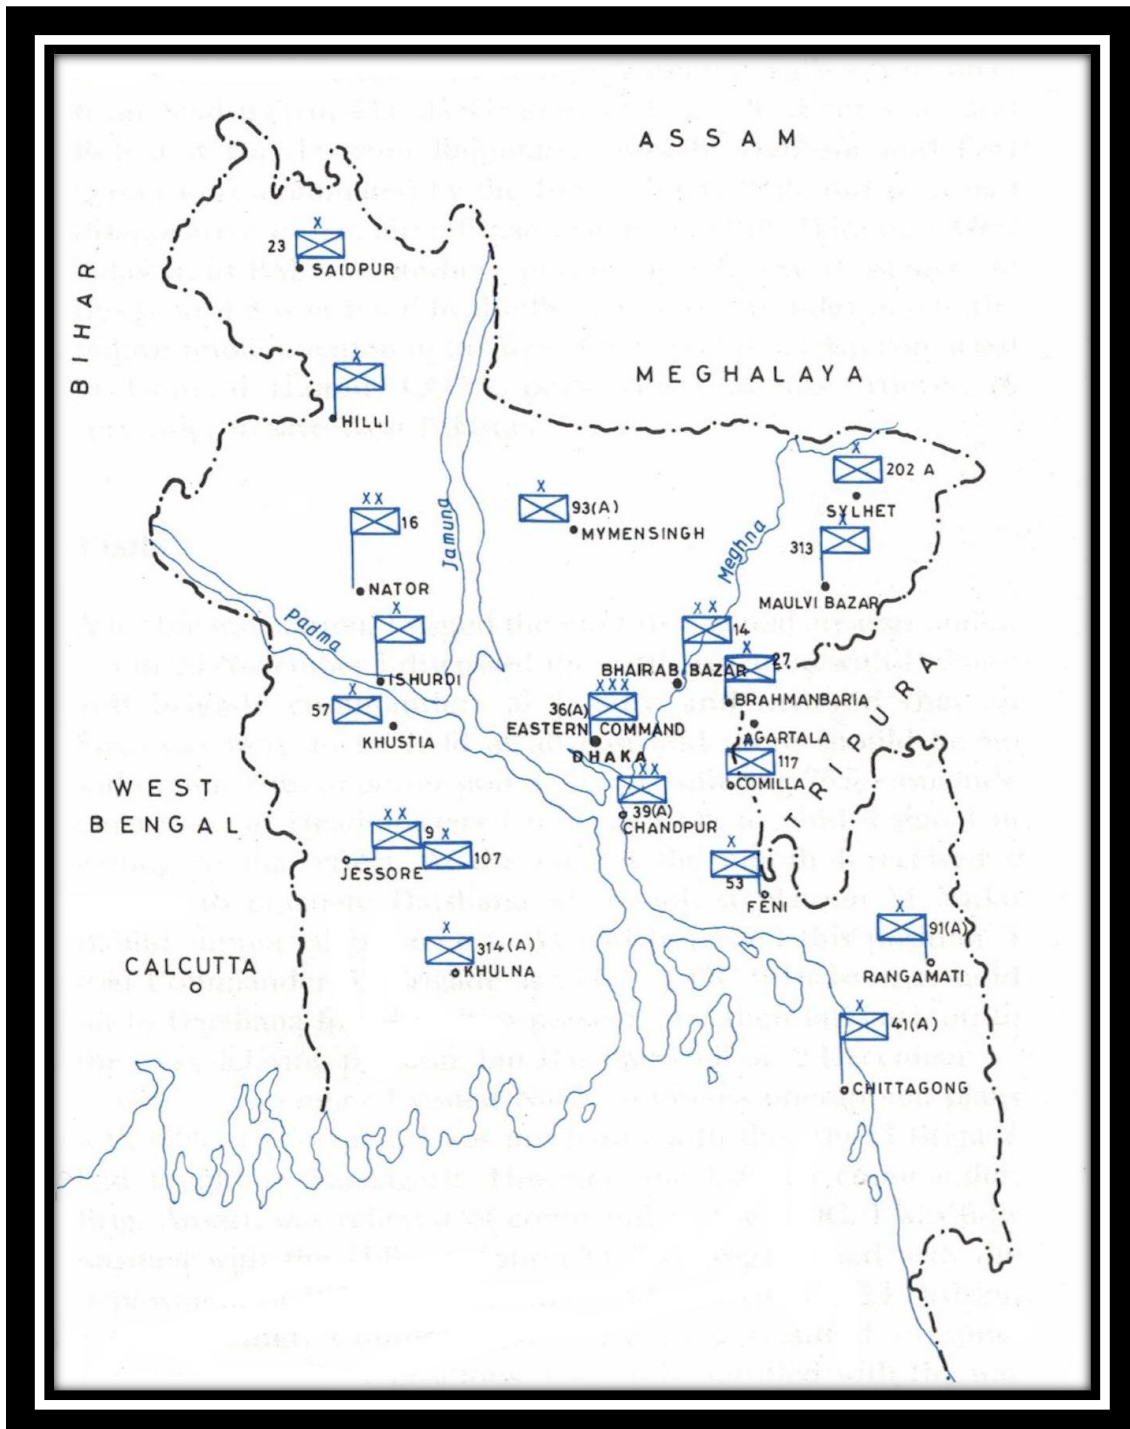 ASSAM
X
23
SAIDPUR
BIHAR
X
HILLI
MEGHALAYA
X
202 A
SYLHET
X X
16
NATOR
Jamuna
X
93(A)
MYMENSINGH
Meghna
X
313
MAULVI BAZAR
Padma
X
ISHURDI
X X
14
BHAIRAB BAZAR
X
27
BRAHMANBARIA
X
57
KHUSTIA
XXX
36(A)
EASTERN COMMAND
DHAKA
AGARTALA
X
117
COMILLA
TRIPURA
XX
39(A)
CHANDPUR
WEST
BENGAL
X X
9
JESSORE
X
107
X
53
FENI
X
314(A)
KHULNA
CALCUTTA
X
91(A)
RANGAMATI
X
41(A)
CHITTAGONG